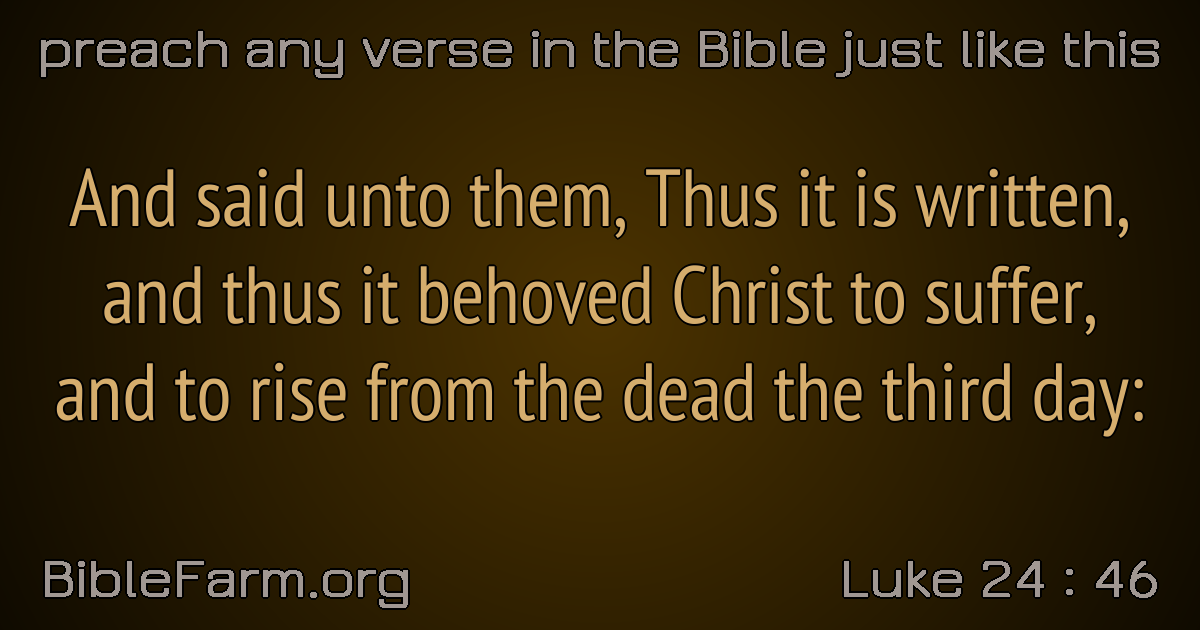 preach any verse in the Bible just like this
And said unto them, Thus it is written,
and thus it behoved Christ to suffer,
and to rise from the dead the third day:
BibleFarm.org
Luke 24 : 46